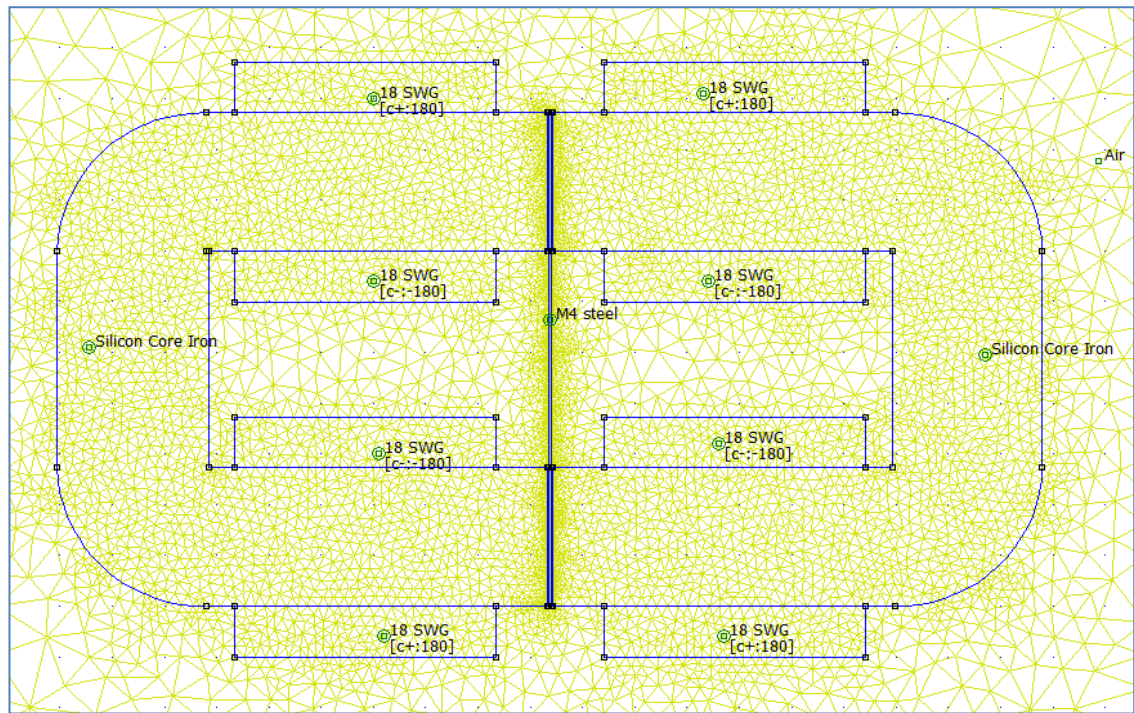 18 SWG
[c+:180]
18 SWG
[c+:180]
Air
18 SWG
[c-:-180]
18 SWG
[c-:-180]
M4 steel
Silicon Core Iron
Silicon Core Iron
18 SWG
[c-:-180]
18 SWG
[c-:-180]
18 SWG
[c+:180]
18 SWG
[c+:180]